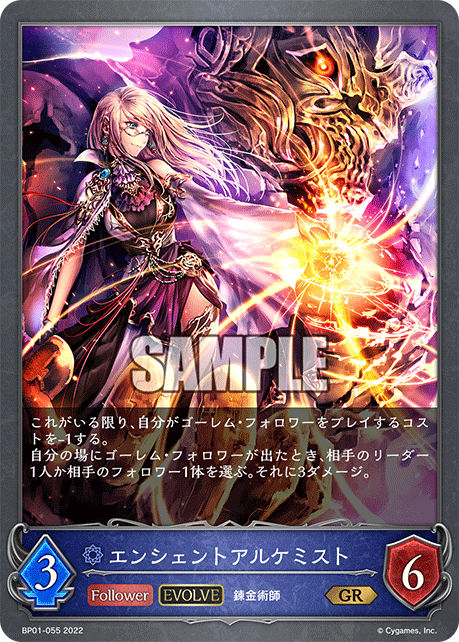 SAMPLE
これがいる限り、自分がゴーレム・フォロワーをプレイするコス
トを-1する。
自分の場にゴーレム・フォロワーが出たとき、相手のリーダー
1人か相手のフォロワー1体を選ぶ。それに3ダメージ。
エンシェントアルケミスト
3
Follower EVOLVE 錬金術師 GR
6
BP01-055 2022 © Cygames, Inc.